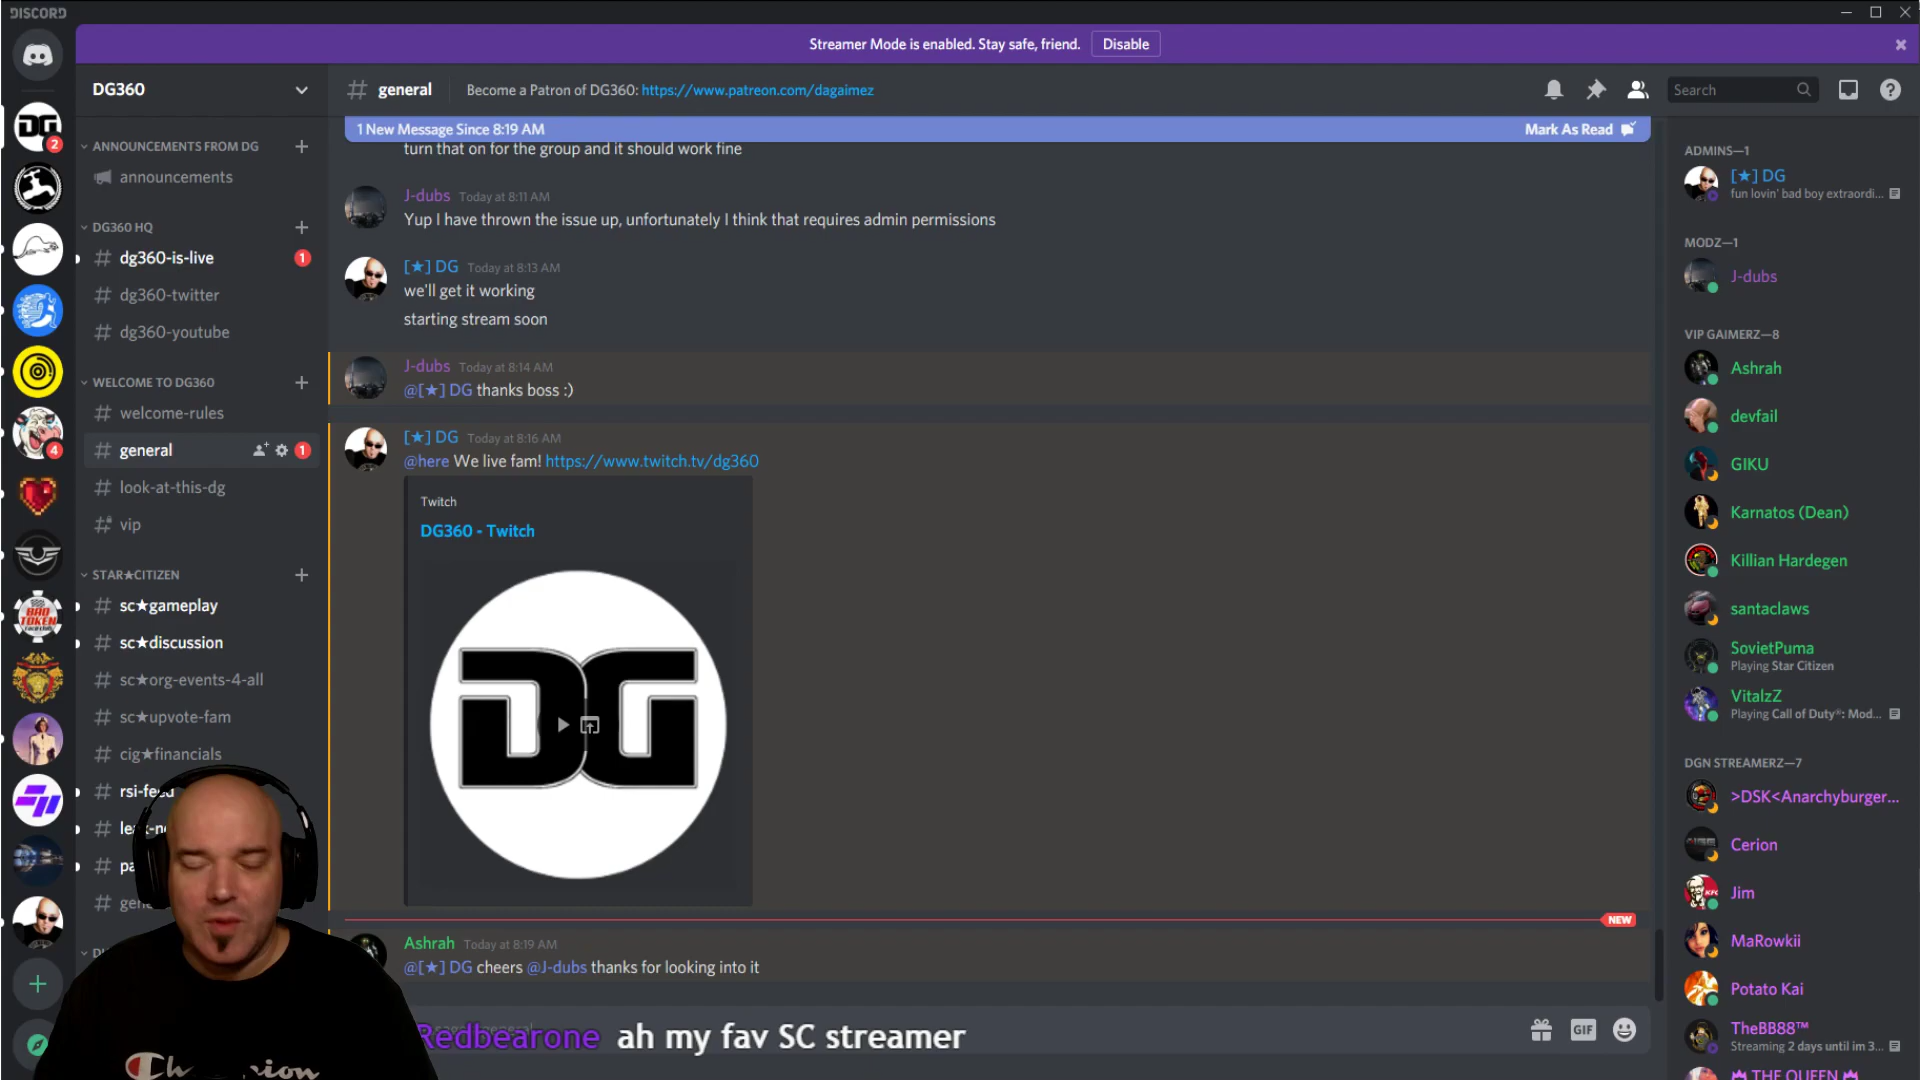 DISCORD
Streamer Mode is enabled. Stay safe, friend.
Disable
DG360
general
Become a Patron of DG360: https://www.patreon.com/dagaimez
Search
DG
2
4
ANNOUNCEMENTS FROM DG
announcements
DG360 HQ
dg360-is-live
1
dg360-twitter
dg360-youtube
WELCOME TO DG360
welcome-rules
general
1
look-at-this-dg
vip
STAR★CITIZEN
sc★gameplay
sc★discussion
sc★org-events-4-all
sc★upvote-fam
cig★financials
rsi-feed
BAD
TOKEN
1 New Message Since 8:19 AM
Mark As Read
turn that on for the group and it should work fine
J-dubs Today at 8:11 AM
Yup I have thrown the issue up, unfortunately I think that requires admin permissions
[★] DG Today at 8:13 AM
we'll get it working
starting stream soon
J-dubs Today at 8:14 AM
@[★] DG thanks boss :)
[★] DG Today at 8:16 AM
@here We live fam! https://www.twitch.tv/dg360
Twitch
DG360 - Twitch
DG
NEW
Ashrah Today at 8:19 AM
@[★] DG cheers @J-dubs thanks for looking into it
Redbearone ah my fav SC streamer
GIF
ADMINS—1
[★] DG
fun lovin' bad boy extraordi...
MODZ—1
J-dubs
VIP GAIMERZ—8
Ashrah
devfail
GIKU
Karnatos (Dean)
Killian Hardegen
santaclaws
SovietPuma
Playing Star Citizen
VitalzZ
Playing Call of Duty®: Mod...
DGN STREAMERZ—7
>DSK<Anarchyburger...
Cerion
Jim
MaRowkii
Potato Kai
TheBB88™
Streaming 2 days until im 3...
THE QUEEN